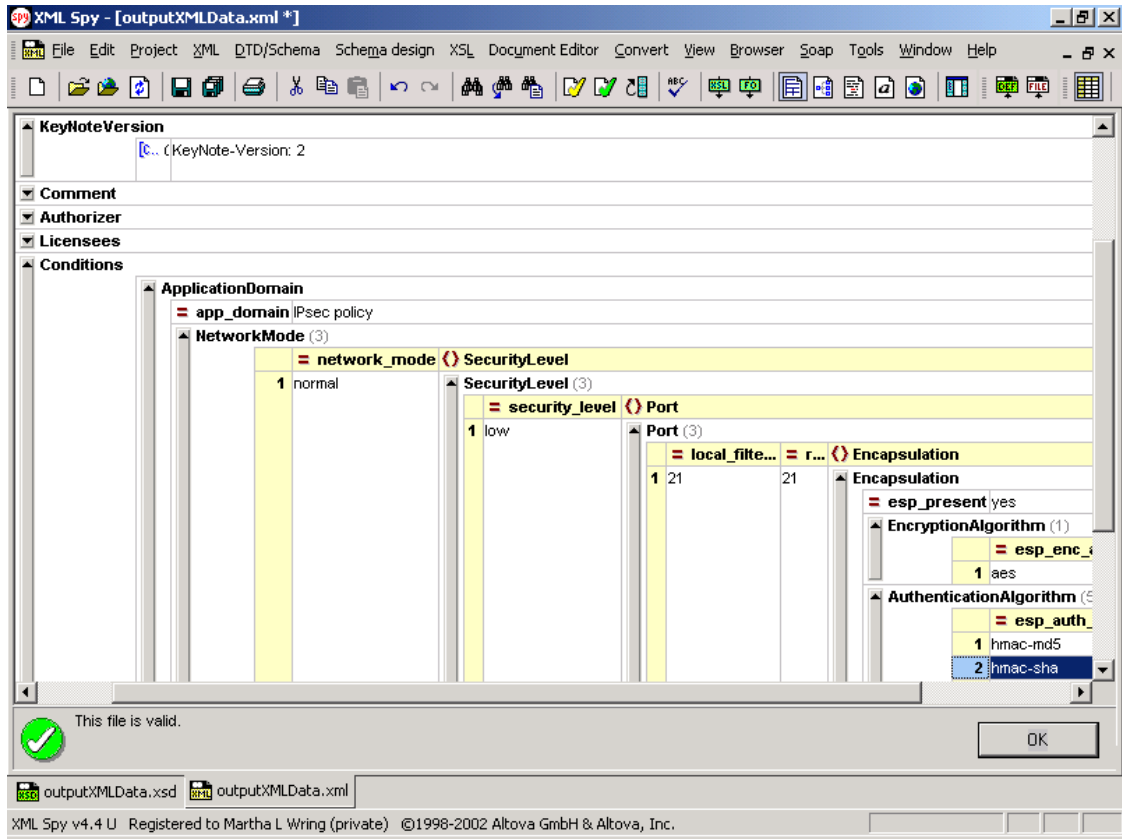 XML Spy - [outputXMLData.xml *]
File Edit Project XML DTD/Schema Schema design XSL Document Editor Convert View Browser Soap Tools Window Help
KeyNoteVersion
KeyNote-Version: 2
Comment
Authorizer
Licensees
Conditions
ApplicationDomain
= app_domain IPsec policy
NetworkMode (3)
= network_mode {} SecurityLevel
1 normal SecurityLevel (3)
= security_level {} Port
1 low Port (3)
= local_filte... = r... {} Encapsulation
1 21 21 Encapsulation
= esp_present yes
EncryptionAlgorithm (1)
= esp_enc_a
1 aes
AuthenticationAlgorithm (5
= esp_auth_
1 hmac-md5
2 hmac-sha
This file is valid.
OK
outputXMLData.xsd outputXMLData.xml
XML Spy v4.4 U Registered to Martha L Wring (private) ©1998-2002 Altova GmbH & Altova, Inc.